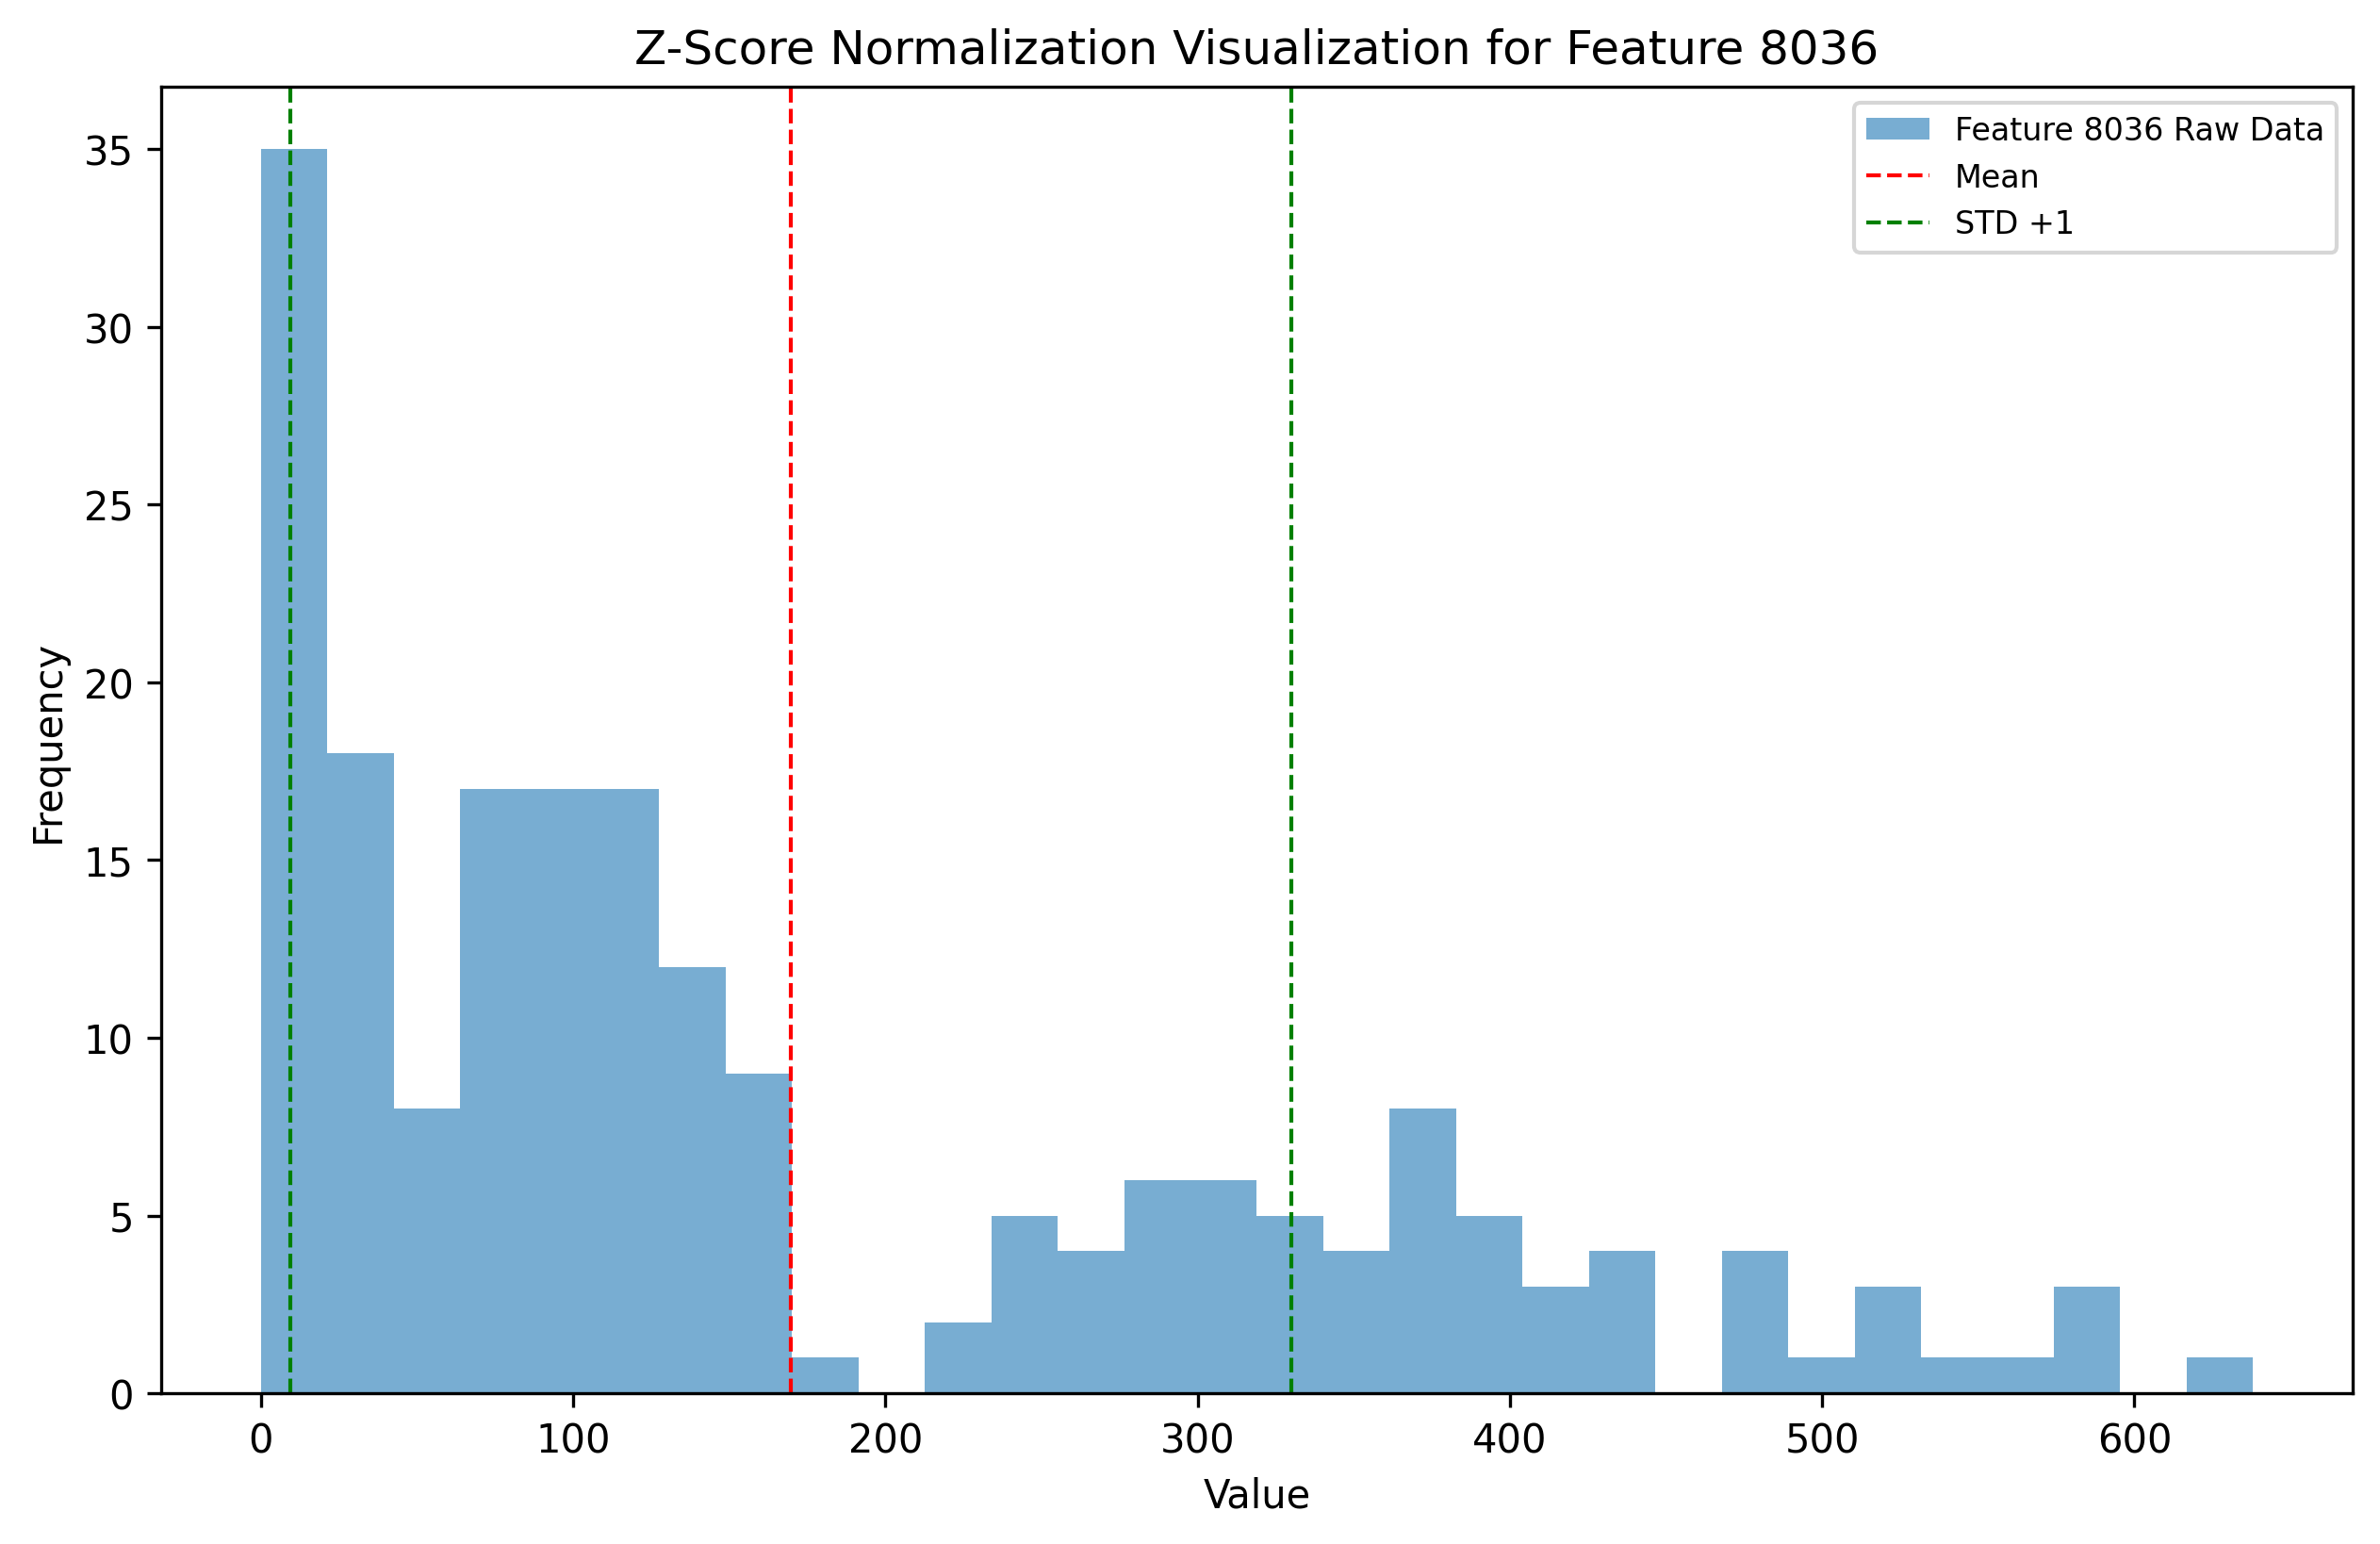 Z-Score Normalization Visualization for Feature 8036
Feature 8036 Raw Data
Mean
STD +1
35
30
25
20
15
10
5
0
Frequency
0 100 200 300 400 500 600
Value